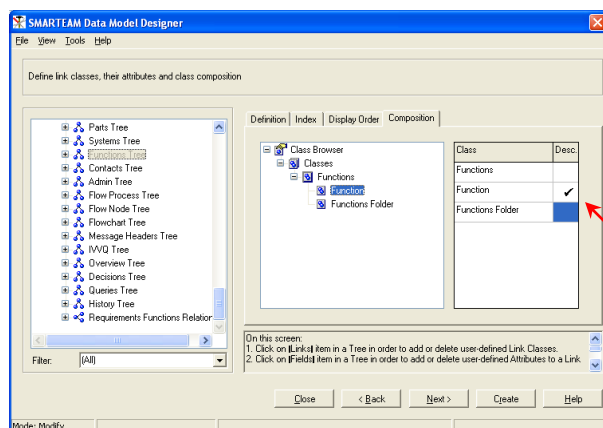 SMARTEAM Data Model Designer
File View Tools Help
Define link classes, their attributes and class composition
Parts Tree
Systems Tree
Functions Tree
Contacts Tree
Admin Tree
Flow Process Tree
Flow Node Tree
Flowchart Tree
Message Headers Tree
IVVQ Tree
Overview Tree
Decisions Tree
Queries Tree
History Tree
Requirements Functions Relation
Filter: (All)
Definition Index Display Order Composition
Class Browser
Classes
Functions
Function
Functions Folder
Class Desc.
Functions
Function
Functions Folder
On this screen:
1. Click on |Links| item in a Tree in order to add or delete user-defined Link Classes.
2. Click on |Fields| item in a Tree in order to add or delete user-defined Attributes to a Link
Close < Back Next > Create Help
Mode: Modify